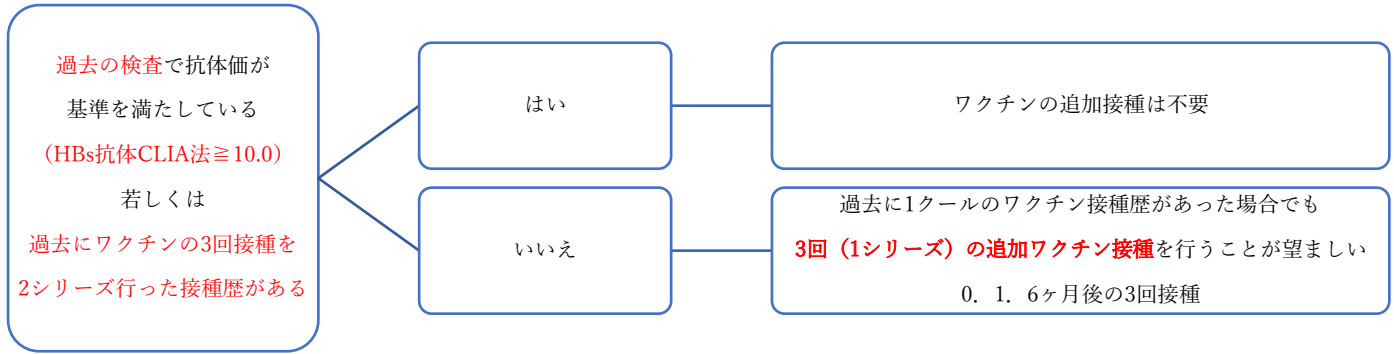 過去の検査で抗体価が
基準を満たしている
（HBs抗体CLIA法≧10.0）
若しくは
過去にワクチンの3回接種を
2シリーズ行った接種歴がある
はい
ワクチンの追加接種は不要
いいえ
過去に1クールのワクチン接種歴があった場合でも
3回（1シリーズ）の追加ワクチン接種を行うことが望ましい
0．1．6ヶ月後の3回接種